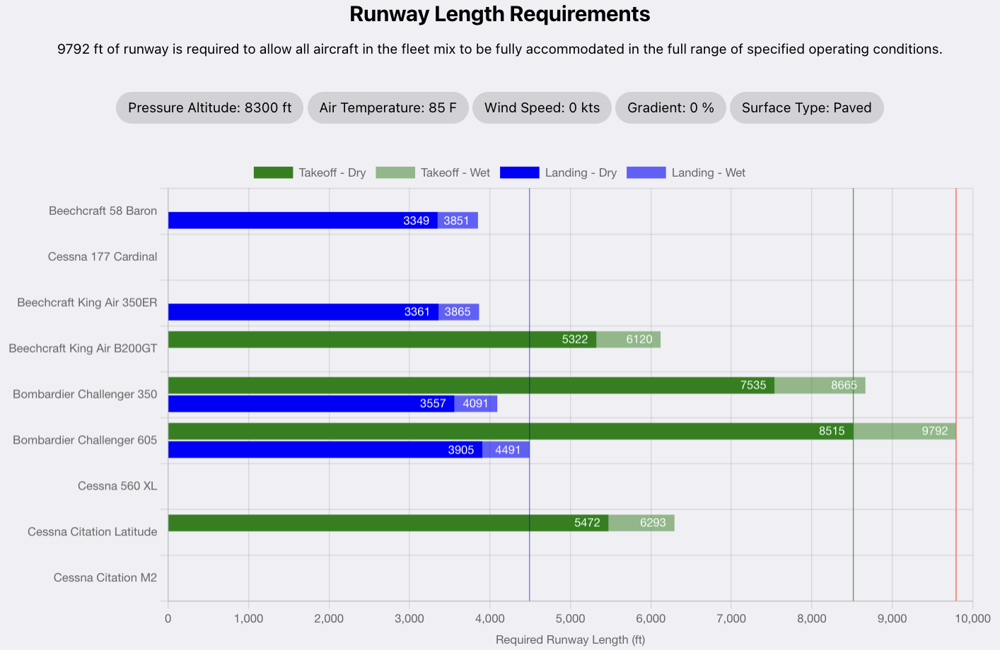 Runway Length Requirements
9792 ft of runway is required to allow all aircraft in the fleet mix to be fully accommodated in the full range of specified operating conditions.
Pressure Altitude: 8300 ft Air Temperature: 85 F Wind Speed: 0 kts Gradient: 0 % Surface Type: Paved
Takeoff - Dry Takeoff - Wet Landing - Dry Landing - Wet
Beechcraft 58 Baron
3349 3851
Cessna 177 Cardinal
Beechcraft King Air 350ER
3361 3865
Beechcraft King Air B200GT
5322 6120
Bombardier Challenger 350
7535 8665
3557 4091
Bombardier Challenger 605
8515 9792
3905 4491
Cessna 560 XL
Cessna Citation Latitude
5472 6293
Cessna Citation M2
0 1,000 2,000 3,000 4,000 5,000 6,000 7,000 8,000 9,000 10,000
Required Runway Length (ft)